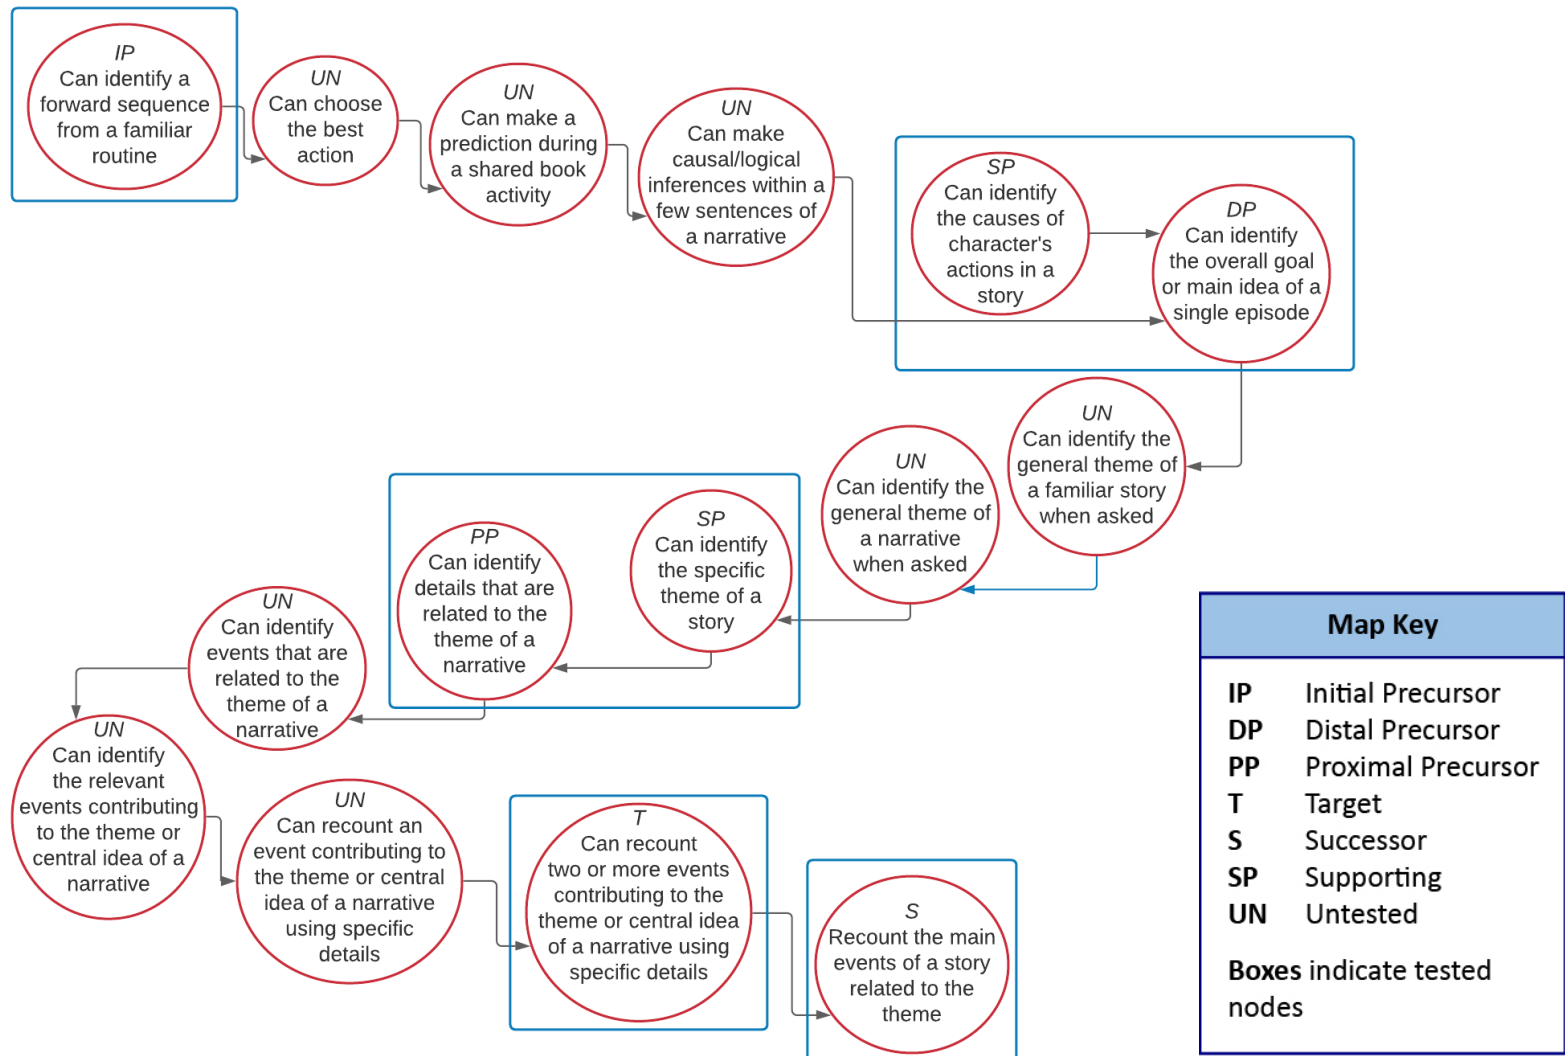 IP
Can identify a
forward sequence
from a familiar
routine
UN
Can choose
the best
action
UN
Can make a
prediction during
a shared book
activity
UN
Can make
causal/logical
inferences within a
few sentences of
a narrative
SP
Can identify
the causes of
character's
actions in a
story
DP
Can identify
the overall goal
or main idea of a
single episode
UN
Can identify the
general theme of
a familiar story
when asked
UN
Can identify the
general theme of
a narrative
when asked
SP
Can identify
the specific
theme of a
story
PP
Can identify
details that are
related to the
theme of a
narrative
UN
Can identify
events that are
related to the
theme of a
narrative
UN
Can identify
the relevant
events contributing
to the theme or
central idea of a
narrative
UN
Can recount an
event contributing to
the theme or central
idea of a narrative
using specific
details
T
Can recount
two or more events
contributing to the
theme or central idea
of a narrative using
specific details
S
Recount the main
events of a story
related to the
theme
Map Key
IP Initial Precursor
DP Distal Precursor
PP Proximal Precursor
T Target
S Successor
SP Supporting
UN Untested
Boxes indicate tested
nodes